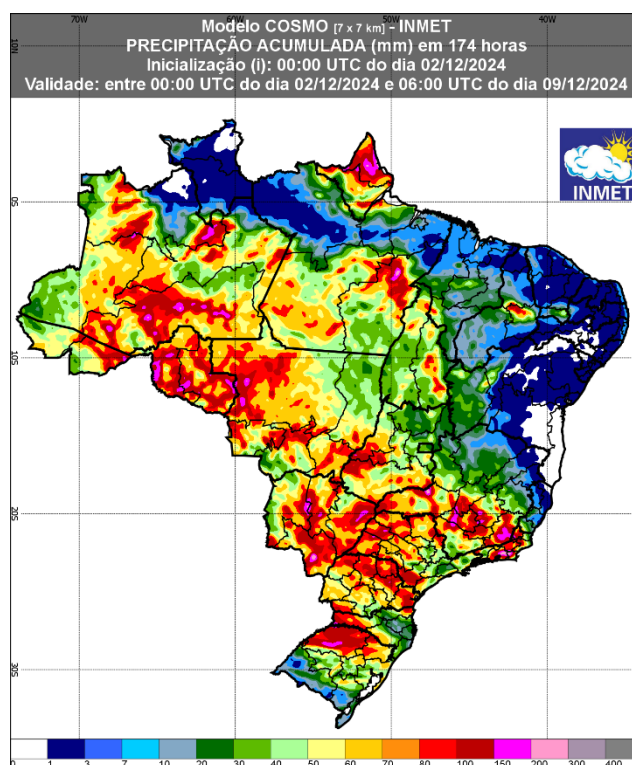 Modelo COSMO [7 x 7 km] - INMET
PRECIPITAÇÃO ACUMULADA (mm) em 174 horas
Inicialização (i): 00:00 UTC do dia 02/12/2024
Validade: entre 00:00 UTC do dia 02/12/2024 e 06:00 UTC do dia 09/12/2024
70W 60W 50W 40W
10N
INMET
0S
10S
20S
30S
0 1 3 7 10 20 30 40 50 60 70 80 100 150 200 300 400